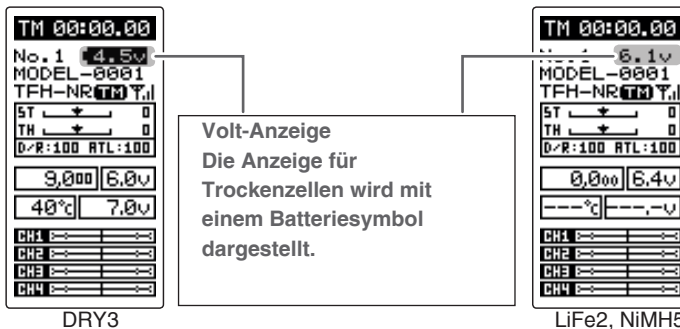 TM 00:00.00
No.1 4.5v
MODEL-0001
TFH-NR TM
ST 0
TH 0
D/R:100 ATL:100
9,000 6.0v
40℃ 7.0v
CH1
CH2
CH3
CH4
DRY3
Volt-Anzeige
Die Anzeige für
Trockenzellen wird mit
einem Batteriesymbol
dargestellt.
TM 00:00.00
6.1v
MODEL-0001
TFH-NR TM
ST 0
TH 0
D/R:100 ATL:100
0,000 6.4v
---℃ ---.-v
CH1
CH2
CH3
CH4
LiFe2, NiMH5